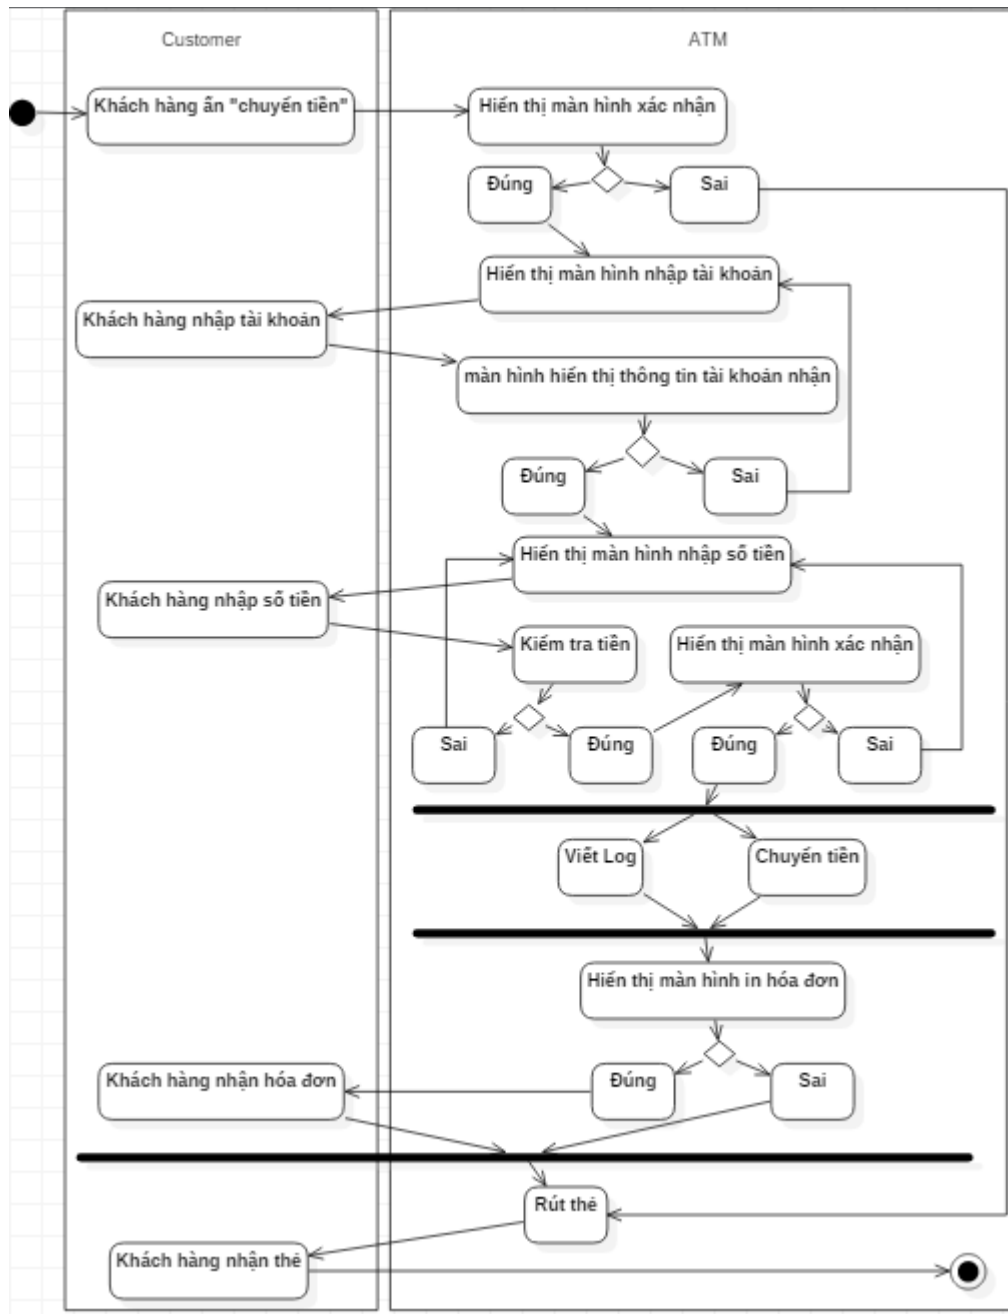 Customer
ATM
Khách hàng ấn "chuyển tiền"
Hiển thị màn hình xác nhận
Đúng
Sai
Hiển thị màn hình nhập tài khoản
Khách hàng nhập tài khoản
màn hình hiển thị thông tin tài khoản nhận
Đúng
Sai
Hiển thị màn hình nhập số tiền
Khách hàng nhập số tiền
Kiểm tra tiền
Hiển thị màn hình xác nhận
Sai
Đúng
Đúng
Sai
Viết Log
Chuyển tiền
Hiển thị màn hình in hóa đơn
Khách hàng nhận hóa đơn
Đúng
Sai
Rút thẻ
Khách hàng nhận thẻ